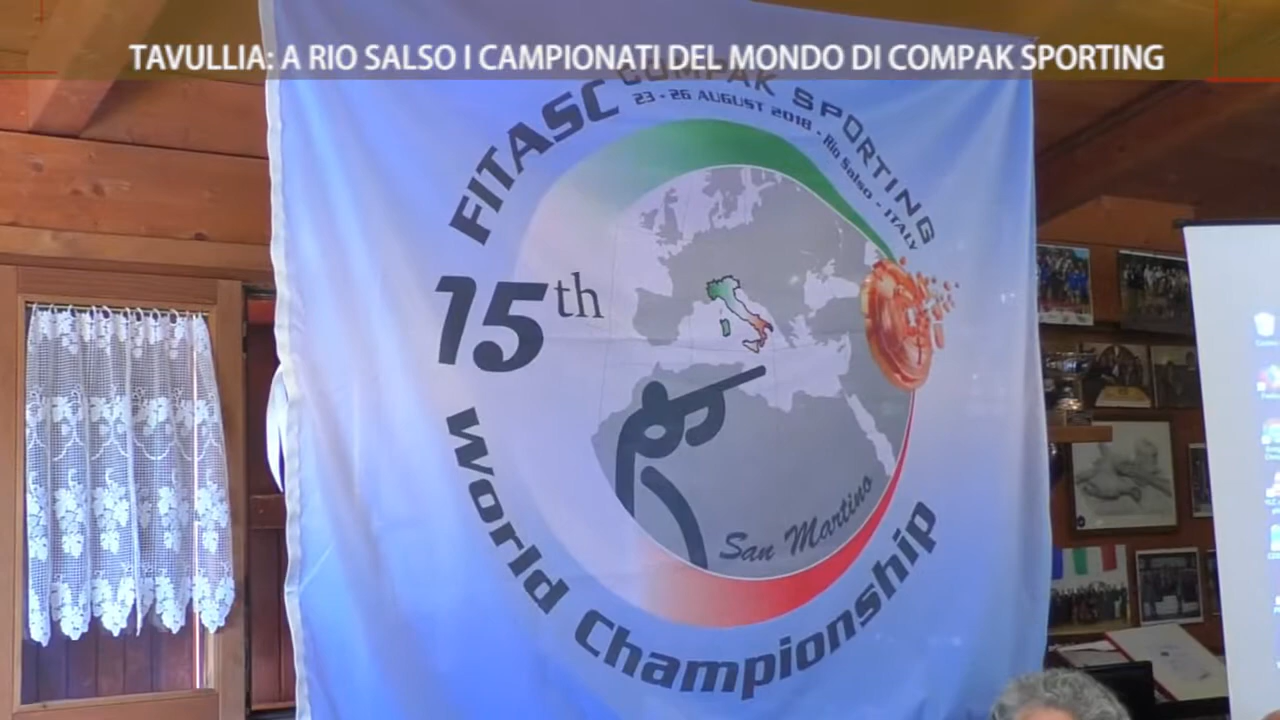 TAVULLIA: A RIO SALSO I CAMPIONATI DEL MONDO DI COMPAK SPORTING
FITASC COMPAK SPORTING
23 - 26 AUGUST 2018 - Rio Salso - ITALY
15th
World Championship
San Martino